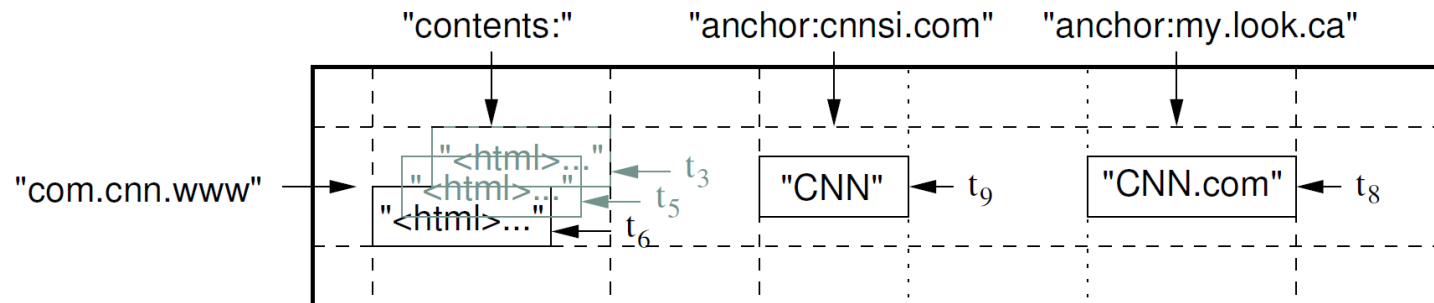 "contents:" "anchor:cnnsi.com" "anchor:my.look.ca"
"<html>..." t3
"com.cnn.www" "<html>..." t5 "CNN" t9 "CNN.com" t8
"<html>..." t6